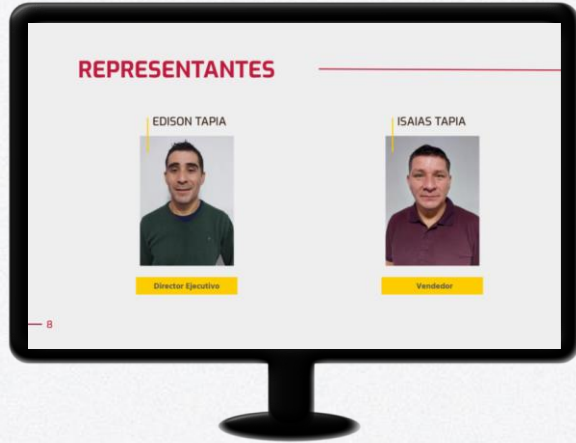 REPRESENTANTES
EDISON TAPIA
ISAIAS TAPIA
Director Ejecutivo
Vendedor
8